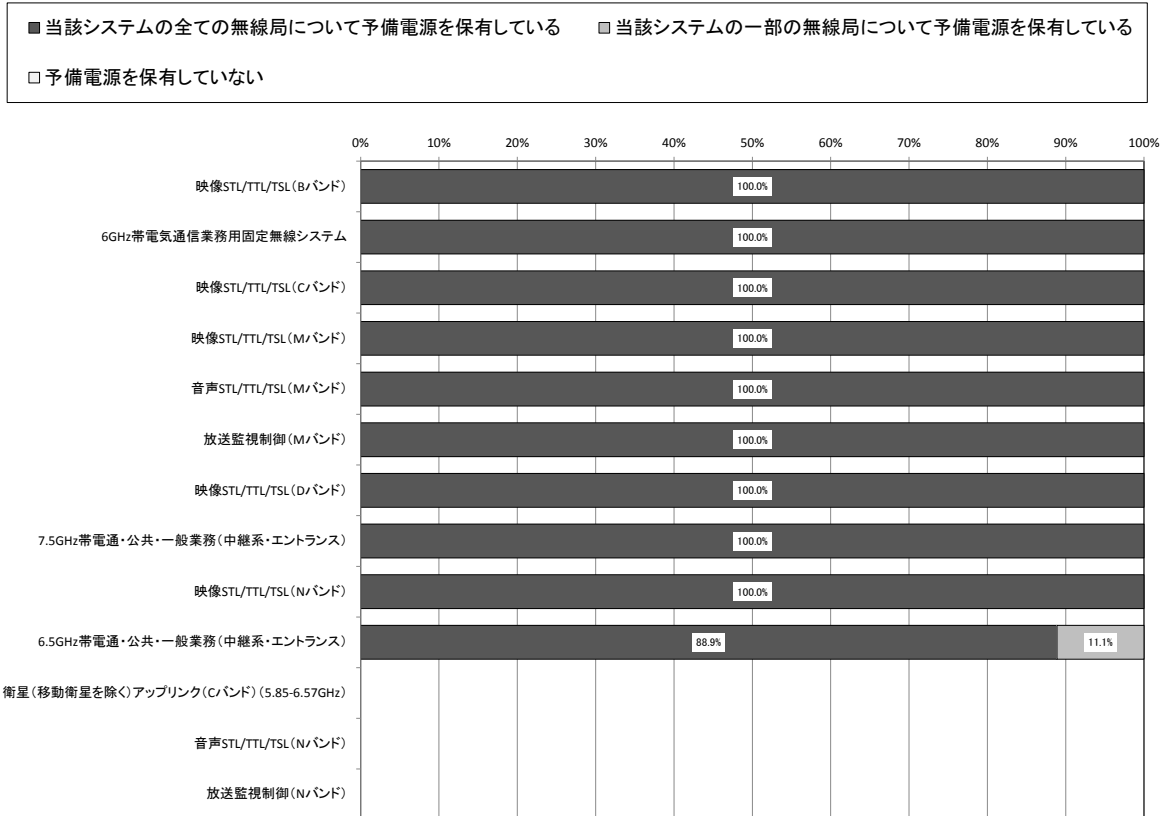 ■当該システムの全ての無線局について予備電源を保有している ■当該システムの一部の無線局について予備電源を保有している
□予備電源を保有していない
0% 10% 20% 30% 40% 50% 60% 70% 80% 90% 100%
映像STL/TTL/TSL(Bバンド) 100.0%
6GHz帯電気通信業務用固定無線システム 100.0%
映像STL/TTL/TSL(Cバンド) 100.0%
映像STL/TTL/TSL(Mバンド) 100.0%
音声STL/TTL/TSL(Mバンド) 100.0%
放送監視制御(Mバンド) 100.0%
映像STL/TTL/TSL(Dバンド) 100.0%
7.5GHz帯電通・公共・一般業務(中継系・エントランス) 100.0%
映像STL/TTL/TSL(Nバンド) 100.0%
6.5GHz帯電通・公共・一般業務(中継系・エントランス) 88.9% 11.1%
衛星(移動衛星を除く)アップリンク(Cバンド)(5.85-6.57GHz)
音声STL/TTL/TSL(Nバンド)
放送監視制御(Nバンド)